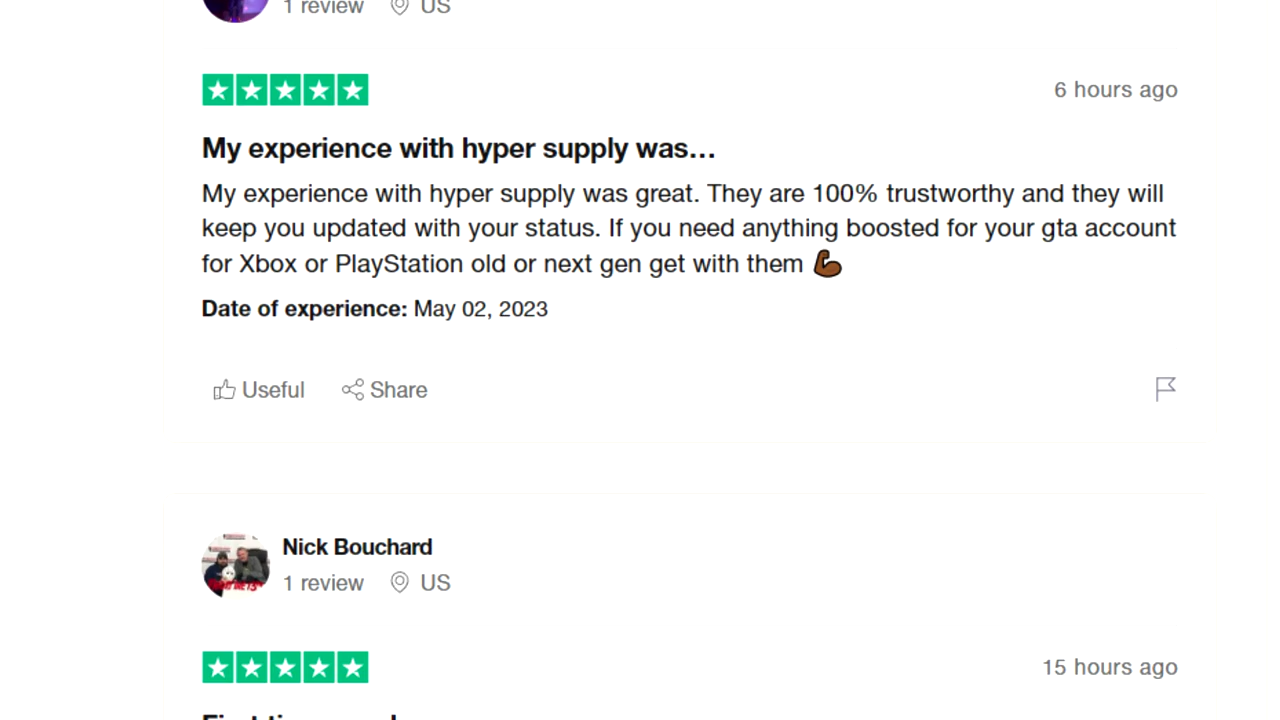 1 review US
6 hours ago
My experience with hyper supply was...
My experience with hyper supply was great. They are 100% trustworthy and they will
keep you updated with your status. If you need anything boosted for your gta account
for Xbox or PlayStation old or next gen get with them 💪🏾
Date of experience: May 02, 2023
Useful Share
Nick Bouchard
1 review US
15 hours ago